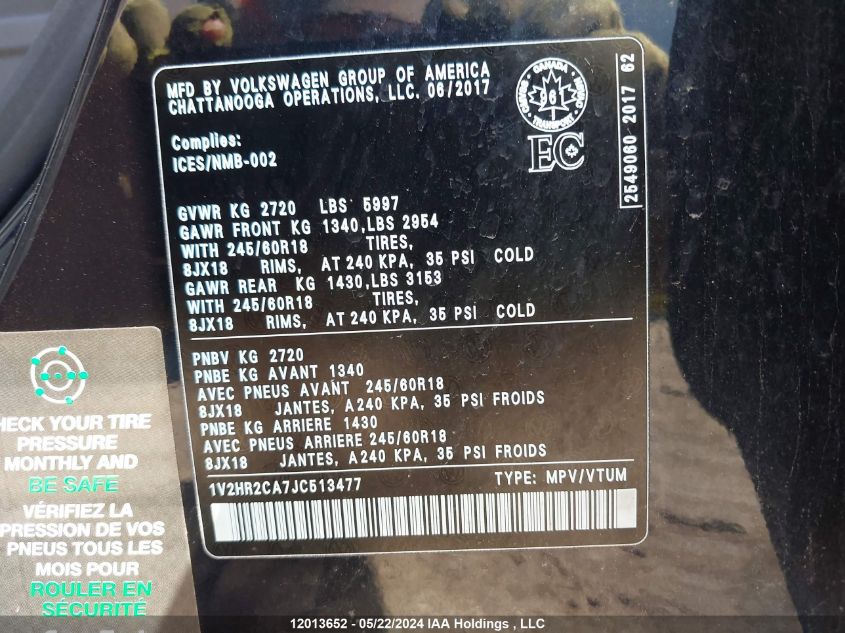 MFD BY VOLKSWAGEN GROUP OF AMERICA
CHATTANOOGA OPERATIONS, LLC. 06/2017
CANADA
961
TRANSPORT
EC
2549060 2017 62
Complies:
ICES/NMB-002
GVWR KG 2720 LBS 5997
GAWR FRONT KG 1340,LBS 2954
WITH 245/60R18 TIRES,
8JX18 RIMS, AT 240 KPA, 35 PSI COLD
GAWR REAR KG 1430,LBS 3153
WITH 245/60R18 TIRES,
8JX18 RIMS, AT 240 KPA, 35 PSI COLD
PNBV KG 2720
PNBE KG AVANT 1340
AVEC PNEUS AVANT 245/60R18
8JX18 JANTES, A 240 KPA, 35 PSI FROIDS
PNBE KG ARRIERE 1430
AVEC PNEUS ARRIERE 245/60R18
8JX18 JANTES, A 240 KPA, 35 PSI FROIDS
1V2HR2CA7JC513477 TYPE: MPV/VTUM
HECK YOUR TIRE
PRESSURE
MONTHLY AND
BE SAFE
VÉRIFIEZ LA
PRESSION DE VOS
PNEUS TOUS LES
MOIS POUR
ROULER EN
SÉCURITÉ
12013652 - 05/22/2024 IAA Holdings , LLC